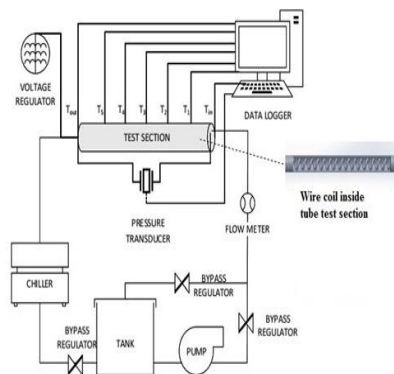 VOLTAGE
REGULATOR
Tout
T5
T4
T3
T2
T1
Tin
DATA LOGGER
TEST SECTION
PRESSURE
TRANSDUCER
FLOW METER
Wire coil inside
tube test section
CHILLER
BYPASS
REGULATOR
TANK
BYPASS
REGULATOR
PUMP
BYPASS
REGULATOR